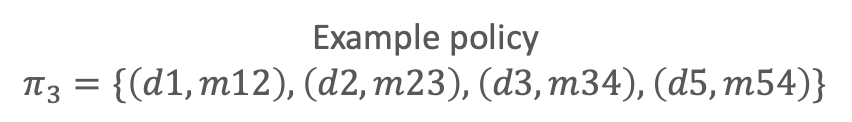 Example policy
π₃ = {(d1, m12), (d2, m23), (d3, m34), (d5, m54)}